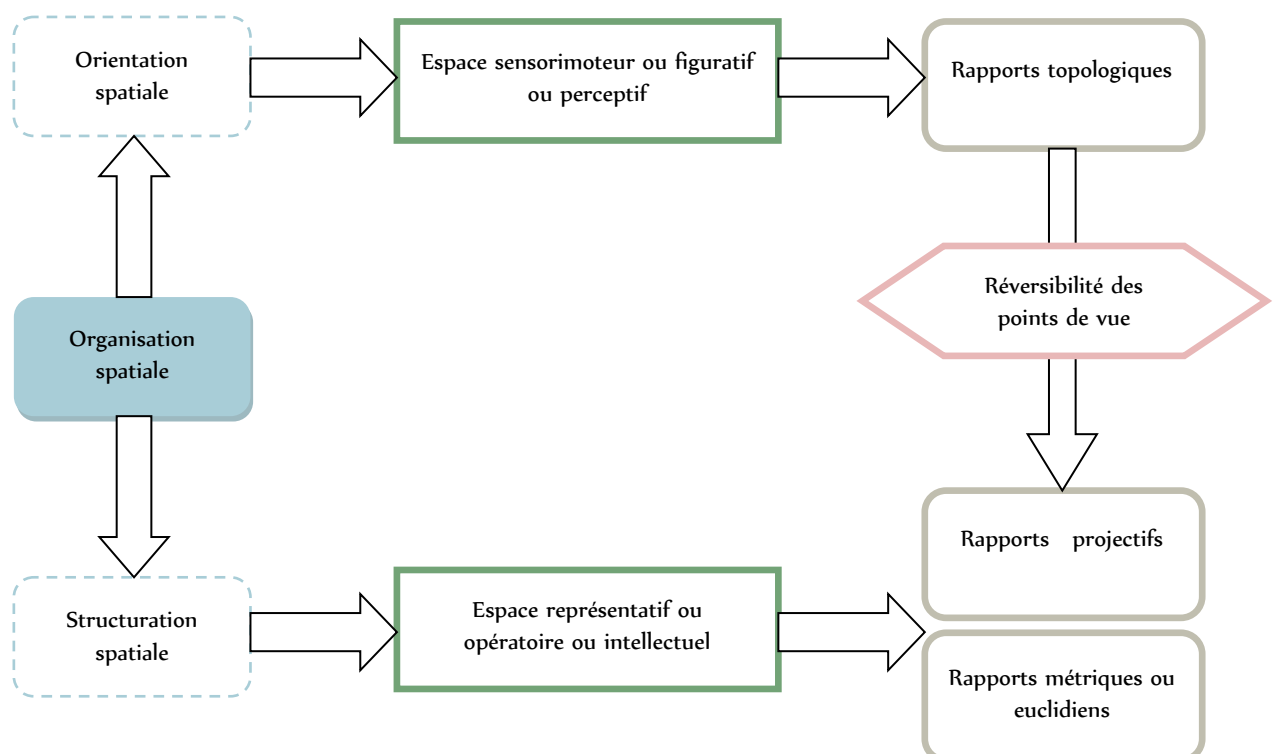 Orientation
spatiale
Espace sensorimoteur ou figuratif
ou perceptif
Rapports topologiques
Réversibilité des
points de vue
Organisation
spatiale
Rapports projectifs
Structuration
spatiale
Espace représentatif ou
opératoire ou intellectuel
Rapports métriques ou
euclidiens